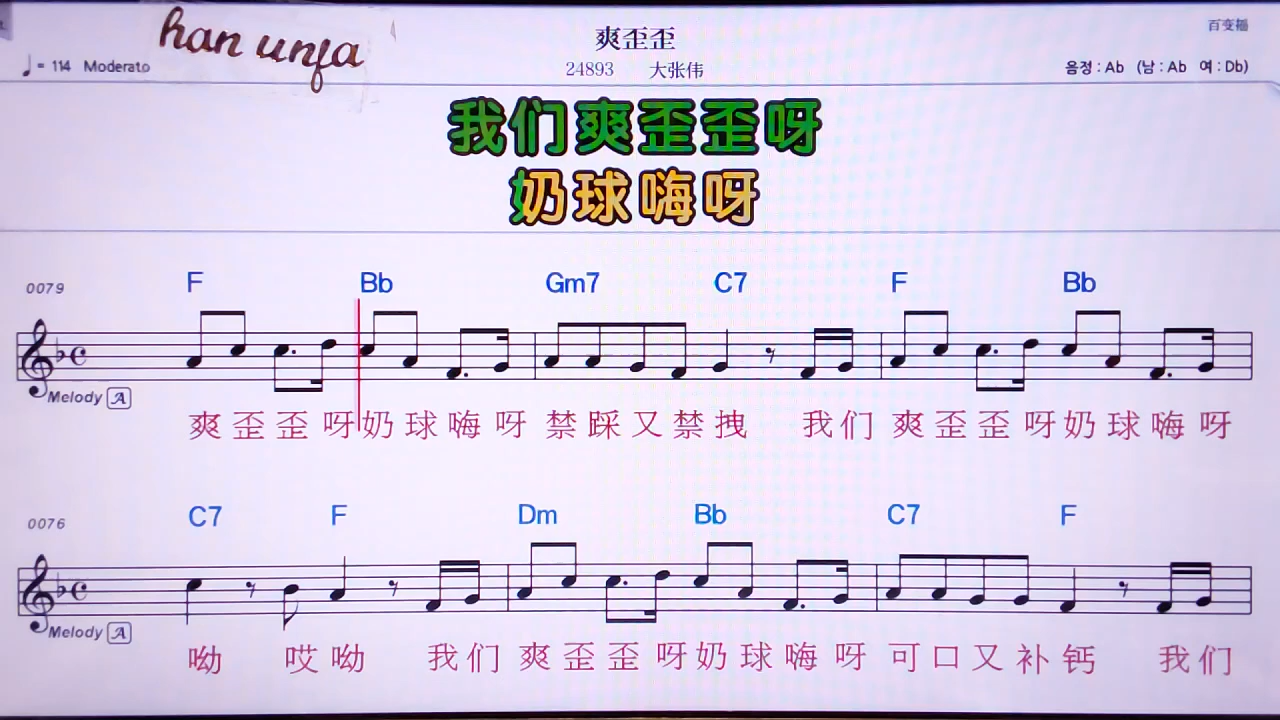 han unfa
爽歪歪
百变摇
♩= 114 Moderato
24893 大张伟
음정 : Ab (남 : Ab 여 : Db)
我们爽歪歪呀
奶球嗨呀
0079
F Bb Gm7 C7 F Bb
Melody A
爽歪歪呀奶球嗨呀 禁踩又禁拽 我们爽歪歪呀奶球嗨呀
0076
C7 F Dm Bb C7 F
Melody A
呦 哎呦 我们爽歪歪呀奶球嗨呀 可口又补钙 我们